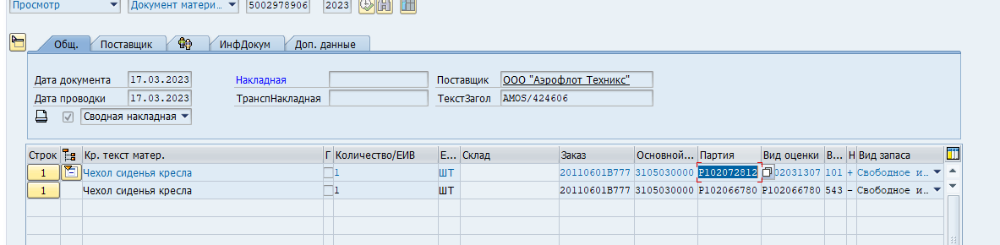 Просмотр Документ матери… 5002978906 2023
Общ. Поставщик ИнфДокум Доп. данные
Дата документа 17.03.2023 Накладная Поставщик ООО "Аэрофлот Техникс"
Дата проводки 17.03.2023 ТранспНакладная ТекстЗагол AMOS/424606
Сводная накладная
Строк Кр. текст матер. Г Количество/ЕИВ Е... Склад Заказ Основной... Партия Вид оценки В... Н Вид запаса
1 Чехол сиденья кресла 1 ШТ 20110601B777 3105030000 P102072812 02031307 101 + Свободное и…
1 Чехол сиденья кресла 1 ШТ 20110601B777 3105030000 P102066780 P102066780 543 - Свободное и…